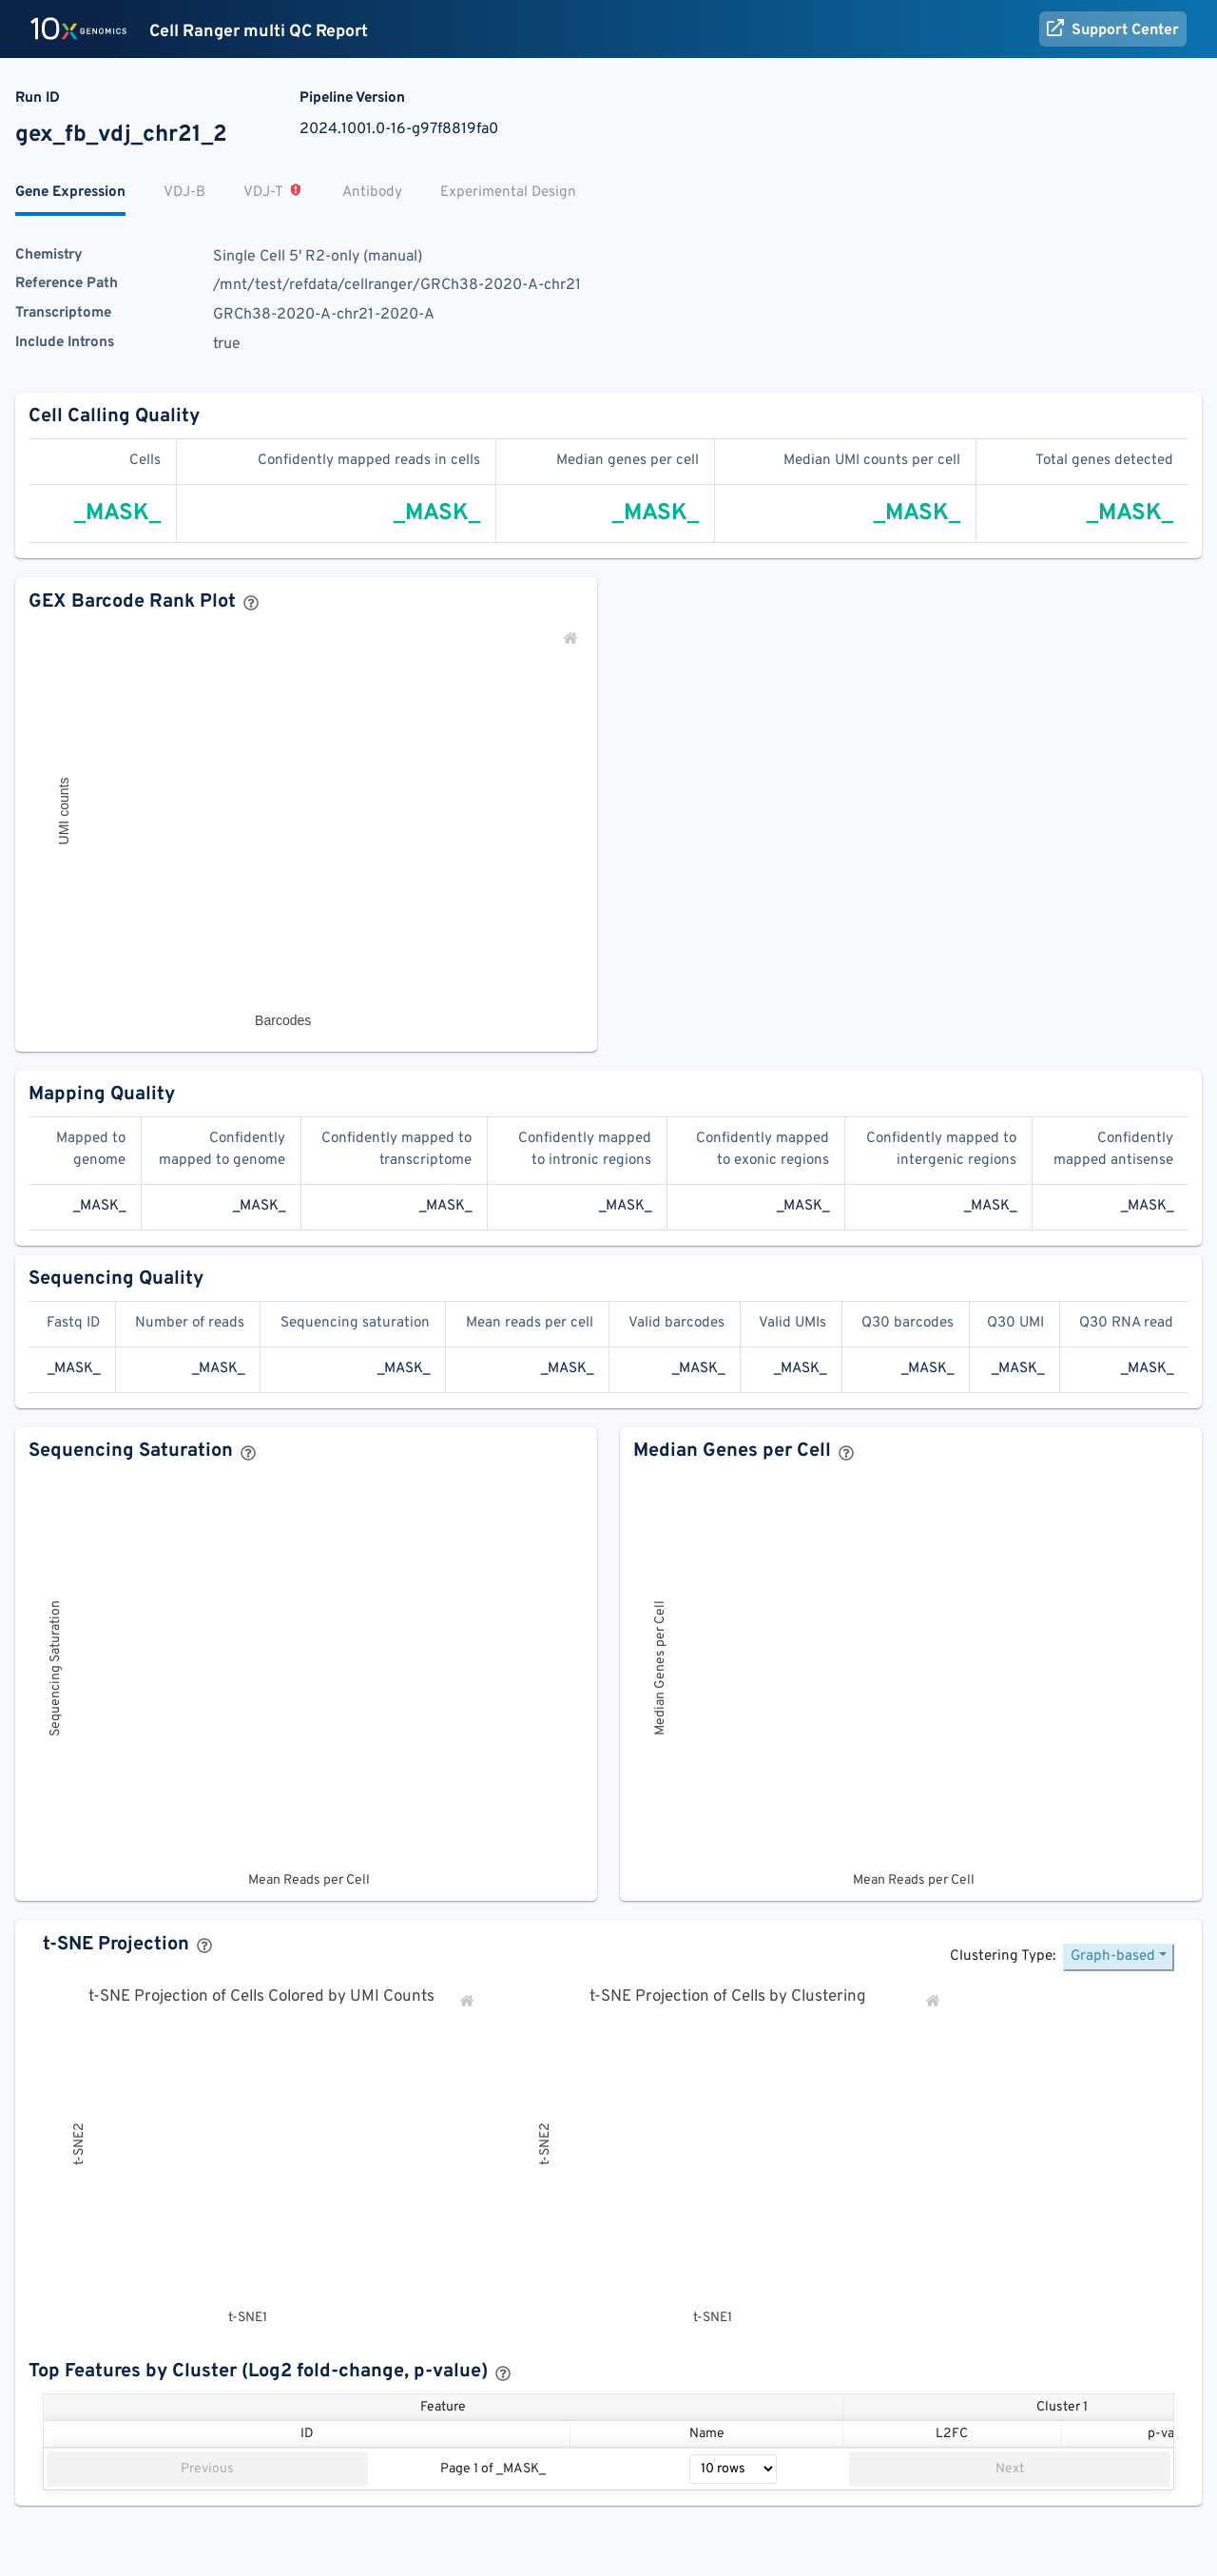 10x GENOMICS Cell Ranger multi QC Report Support Center
Run ID Pipeline Version
gex_fb_vdj_chr21_2 2024.1001.0-16-g97f8819fa0
Gene Expression VDJ-B VDJ-T Antibody Experimental Design
Chemistry Single Cell 5' R2-only (manual)
Reference Path /mnt/test/refdata/cellranger/GRCh38-2020-A-chr21
Transcriptome GRCh38-2020-A-chr21-2020-A
Include Introns true
Cell Calling Quality
Cells Confidently mapped reads in cells Median genes per cell Median UMI counts per cell Total genes detected
_MASK_ _MASK_ _MASK_ _MASK_ _MASK_
GEX Barcode Rank Plot
UMI counts
Barcodes
Mapping Quality
Mapped to Confidently Confidently mapped to Confidently mapped Confidently mapped Confidently mapped to Confidently
genome mapped to genome transcriptome to intronic regions to exonic regions intergenic regions mapped antisense
_MASK_ _MASK_ _MASK_ _MASK_ _MASK_ _MASK_ _MASK_
Sequencing Quality
Fastq ID Number of reads Sequencing saturation Mean reads per cell Valid barcodes Valid UMIs Q30 barcodes Q30 UMI Q30 RNA read
_MASK_ _MASK_ _MASK_ _MASK_ _MASK_ _MASK_ _MASK_ _MASK_ _MASK_
Sequencing Saturation
Sequencing Saturation
Mean Reads per Cell
Median Genes per Cell
Median Genes per Cell
Mean Reads per Cell
t-SNE Projection
Clustering Type: Graph-based
t-SNE Projection of Cells Colored by UMI Counts
t-SNE2
t-SNE1
t-SNE Projection of Cells by Clustering
t-SNE2
t-SNE1
Top Features by Cluster (Log2 fold-change, p-value)
Feature Cluster 1
ID Name L2FC p-va
Previous Page 1 of _MASK_ 10 rows Next